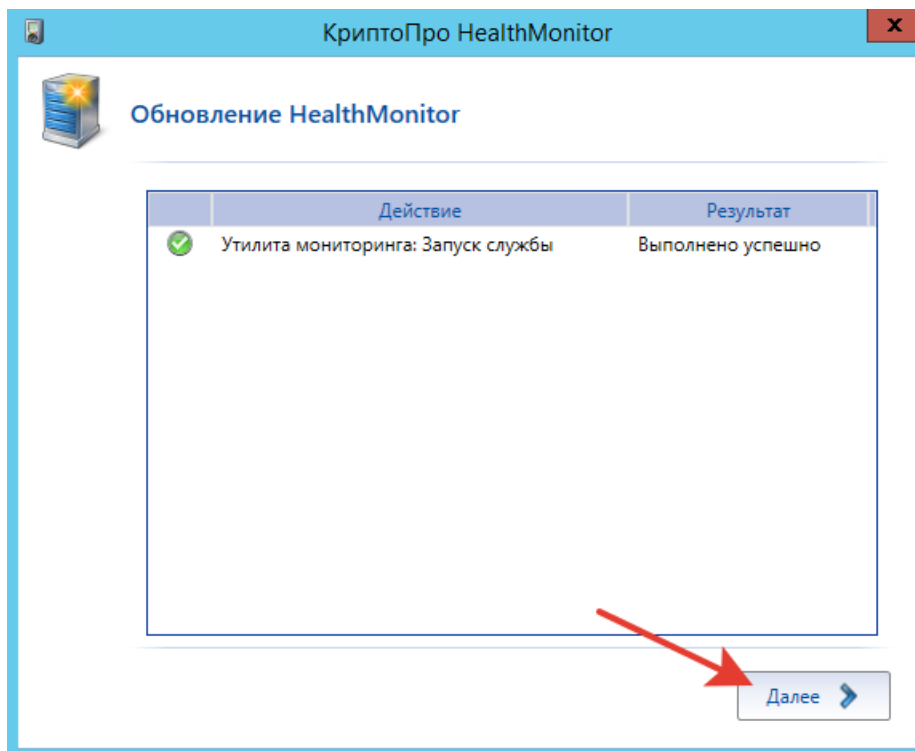 КриптоПро HealthMonitor
x
Обновление HealthMonitor
Действие Результат
Утилита мониторинга: Запуск службы Выполнено успешно
Далее